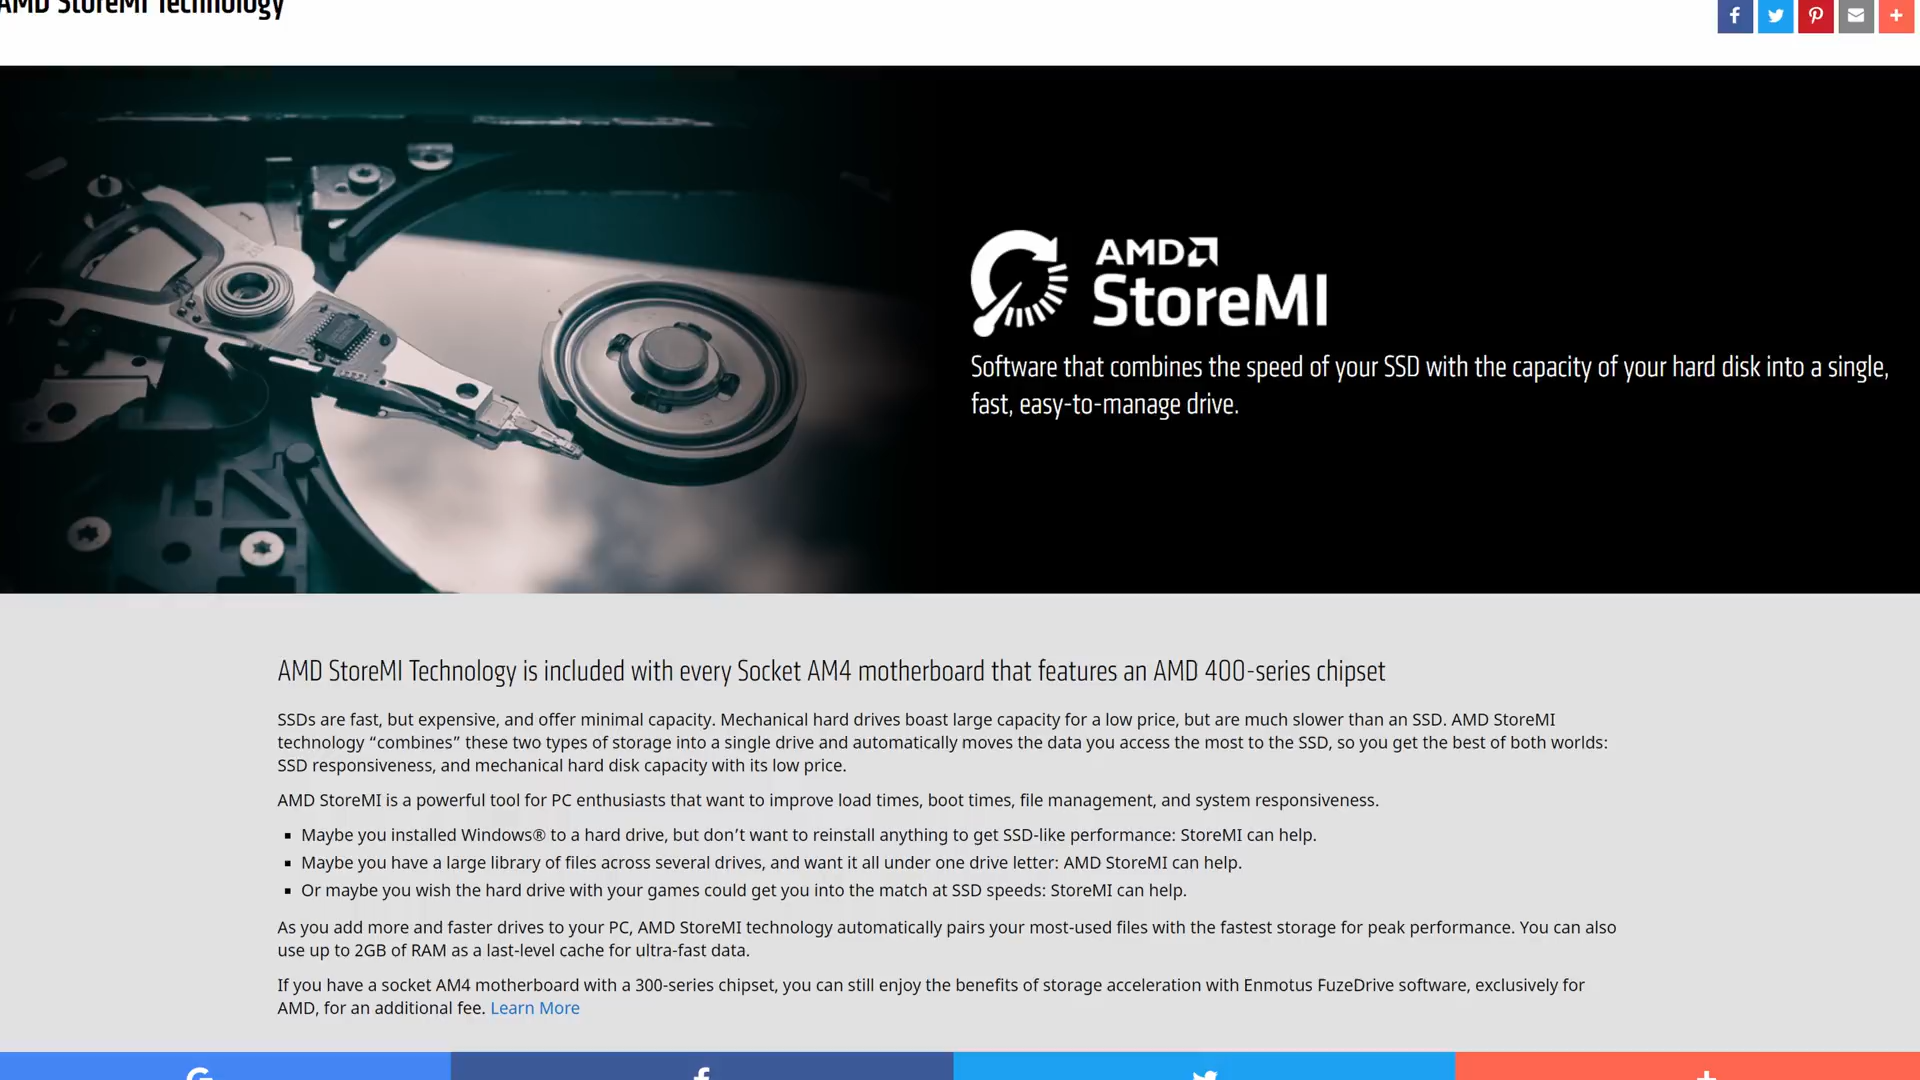 AMD StoreMI Technology
AMD
StoreMI
Software that combines the speed of your SSD with the capacity of your hard disk into a single,
fast, easy-to-manage drive.
AMD StoreMI Technology is included with every Socket AM4 motherboard that features an AMD 400-series chipset
SSDs are fast, but expensive, and offer minimal capacity. Mechanical hard drives boast large capacity for a low price, but are much slower than an SSD. AMD StoreMI
technology “combines” these two types of storage into a single drive and automatically moves the data you access the most to the SSD, so you get the best of both worlds:
SSD responsiveness, and mechanical hard disk capacity with its low price.
AMD StoreMI is a powerful tool for PC enthusiasts that want to improve load times, boot times, file management, and system responsiveness.
▪ Maybe you installed Windows® to a hard drive, but don’t want to reinstall anything to get SSD-like performance: StoreMI can help.
▪ Maybe you have a large library of files across several drives, and want it all under one drive letter: AMD StoreMI can help.
▪ Or maybe you wish the hard drive with your games could get you into the match at SSD speeds: StoreMI can help.
As you add more and faster drives to your PC, AMD StoreMI technology automatically pairs your most-used files with the fastest storage for peak performance. You can also
use up to 2GB of RAM as a last-level cache for ultra-fast data.
If you have a socket AM4 motherboard with a 300-series chipset, you can still enjoy the benefits of storage acceleration with Enmotus FuzeDrive software, exclusively for
AMD, for an additional fee. Learn More